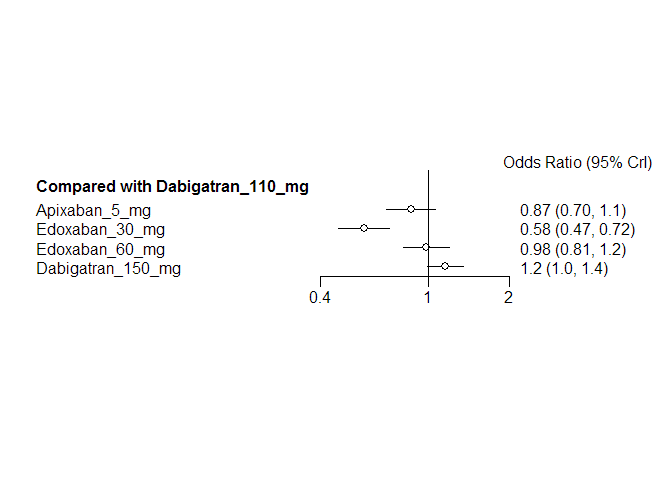 Odds Ratio (95% CrI)
Compared with Dabigatran_110_mg
Apixaban_5_mg 0.87 (0.70, 1.1)
Edoxaban_30_mg 0.58 (0.47, 0.72)
Edoxaban_60_mg 0.98 (0.81, 1.2)
Dabigatran_150_mg 1.2 (1.0, 1.4)
0.4 1 2